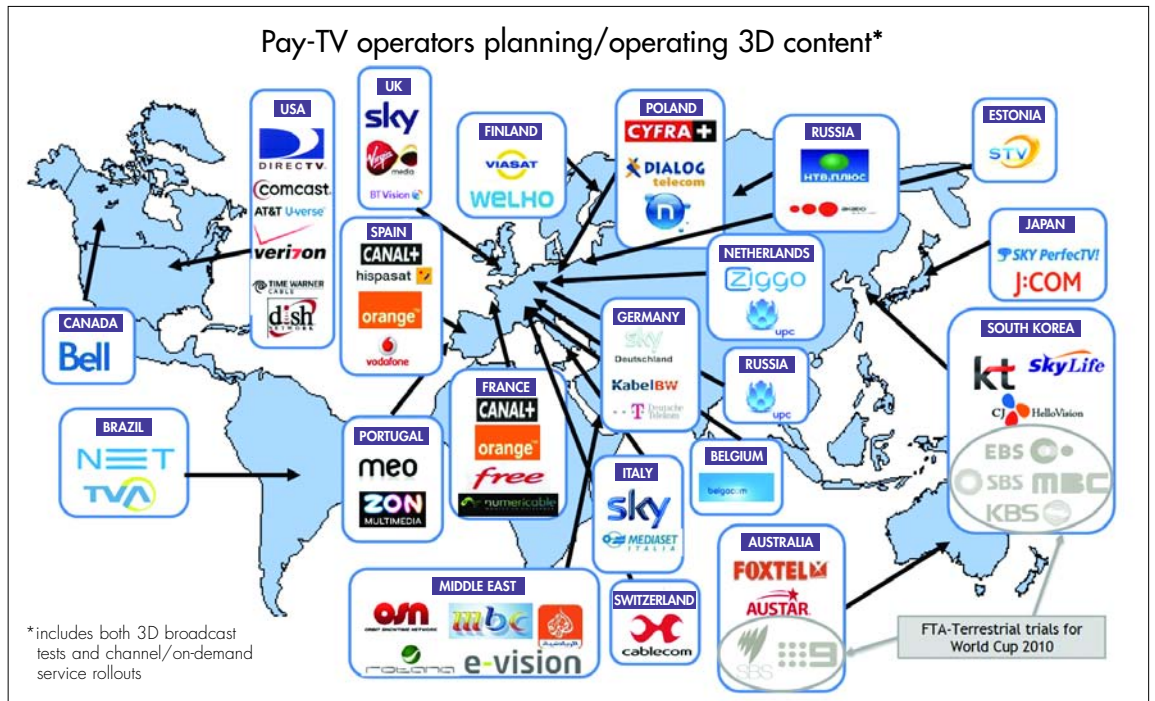 Pay-TV operators planning/operating 3D content*
USA
DIRECTV
comcast
AT&T U-verse
verizon
TIME WARNER
CABLE
dish
NETWORK
UK
sky
Virgin
media
BT Vision
FINLAND
VIASAT
WELHO
POLAND
CYFRA+
DIALOG
telecom
n
RUSSIA
НТВ.ПЛЮС
ESTONIA
STV
JAPAN
SKY PerfecTV!
J:COM
SPAIN
CANAL+
hispasat
orange™
vodafone
NETHERLANDS
Ziggo
upc
GERMANY
sky
Deutschland
KabelBW
T Deutsche
Telekom
RUSSIA
upc
SOUTH KOREA
kt
SkyLife
CJ HelloVision
EBS
SBS MBC
KBS
CANADA
Bell
BRAZIL
NET
TVA
PORTUGAL
meo
ZON
MULTIMEDIA
FRANCE
CANAL+
orange™
free
numericable
ITALY
sky
MEDIASET
ITALIA
BELGIUM
belgacom
AUSTRALIA
FOXTEL
AUSTAR
SBS
9
MIDDLE EAST
osn
ORBIT SHOWTIME NETWORK
mbc
rotana
e-vision
SWITZERLAND
cablecom
FTA-Terrestrial trials for
World Cup 2010
*includes both 3D broadcast
tests and channel/on-demand
service rollouts